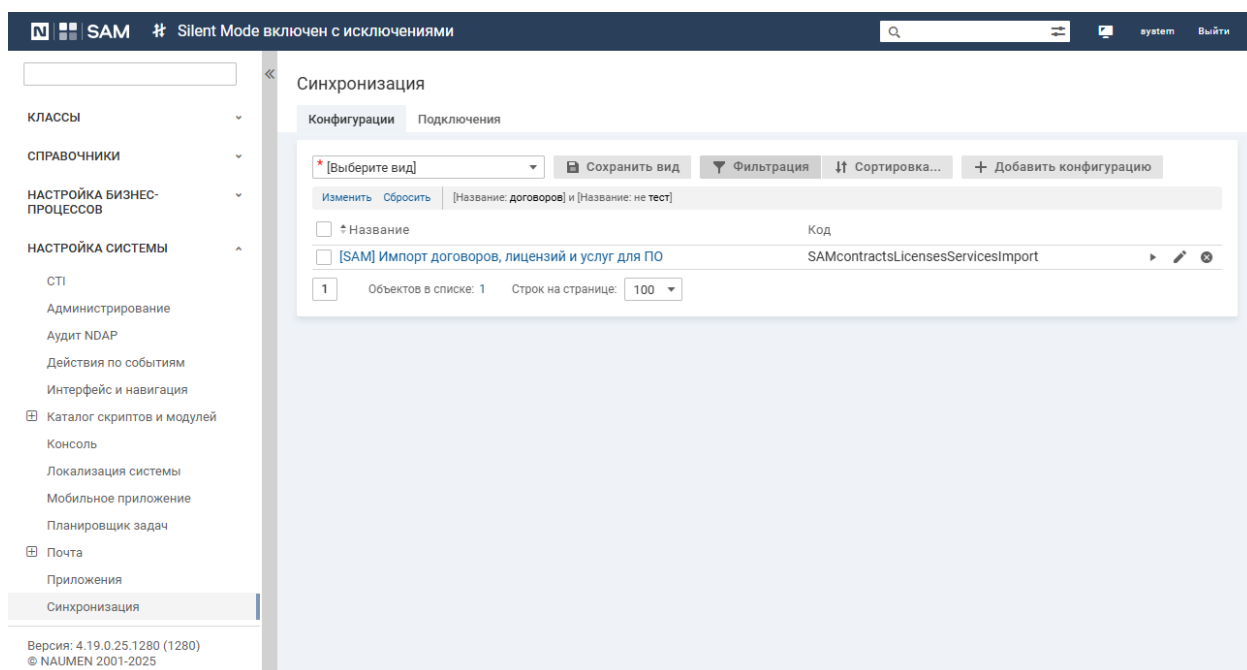 N SAM Silent Mode включен с исключениями system Выйти
Синхронизация
Конфигурации Подключения
КЛАССЫ
СПРАВОЧНИКИ
НАСТРОЙКА БИЗНЕС-
ПРОЦЕССОВ
НАСТРОЙКА СИСТЕМЫ
CTI
Администрирование
Аудит NDAP
Действия по событиям
Интерфейс и навигация
Каталог скриптов и модулей
Консоль
Локализация системы
Мобильное приложение
Планировщик задач
Почта
Приложения
Синхронизация
Версия: 4.19.0.25.1280 (1280)
© NAUMEN 2001-2025
* [Выберите вид] Сохранить вид Фильтрация Сортировка... + Добавить конфигурацию
Изменить Сбросить [Название: договоров] и [Название: не тест]
Название Код
[SAM] Импорт договоров, лицензий и услуг для ПО SAMcontractsLicensesServicesImport
1 Объектов в списке: 1 Строк на странице: 100